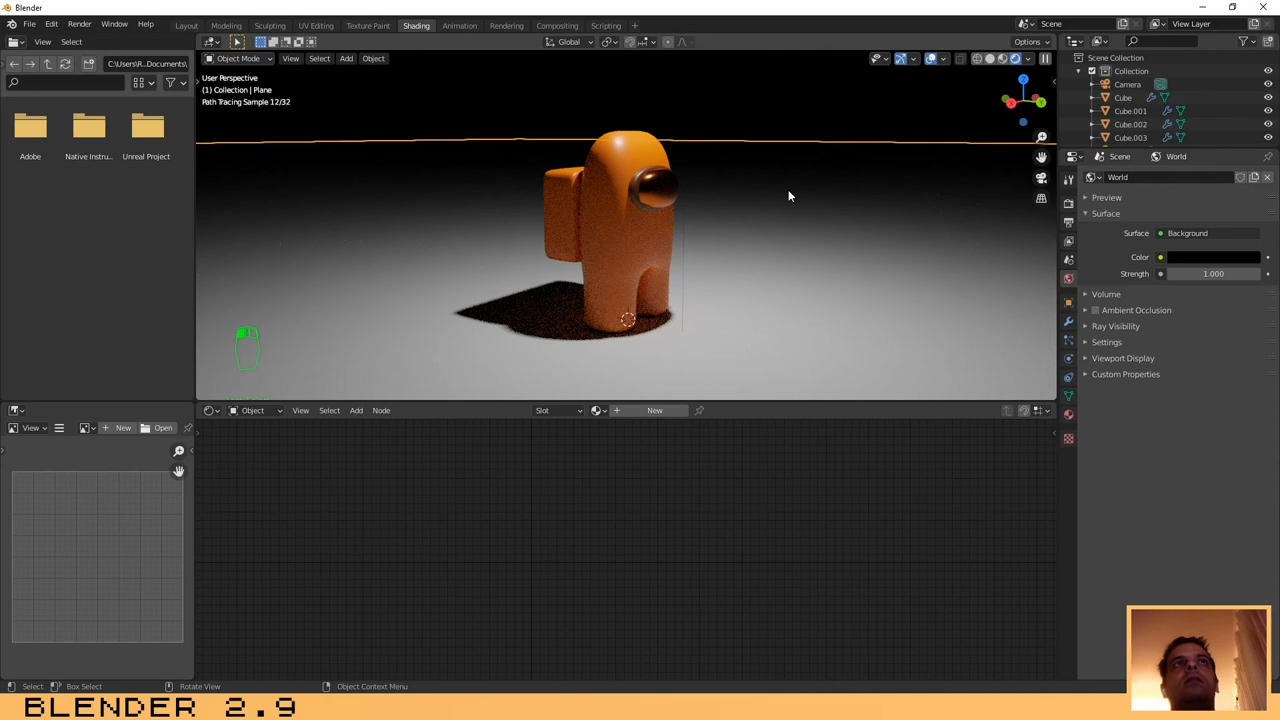 Blender
File Edit Render Window Help Layout Modeling Sculpting UV Editing Texture Paint Shading Animation Rendering Compositing Scripting + Scene View Layer
View Select Global Options
C:\Users\R...Documents\ Object Mode View Select Add Object
User Perspective
(1) Collection | Plane
Path Tracing Sample 12/32
Adobe Native Instru... Unreal Project
Scene Collection
Collection
Camera
Cube
Cube.001
Cube.002
Cube.003
Scene World
World
Preview
Surface
Surface Background
Color
Strength 1.000
Volume
Ambient Occlusion
Ray Visibility
Settings
Viewport Display
Custom Properties
Z
X Y
Object View Select Add Node Slot + New
View + New Open
Select Box Select Rotate View Object Context Menu
BLENDER 2.9